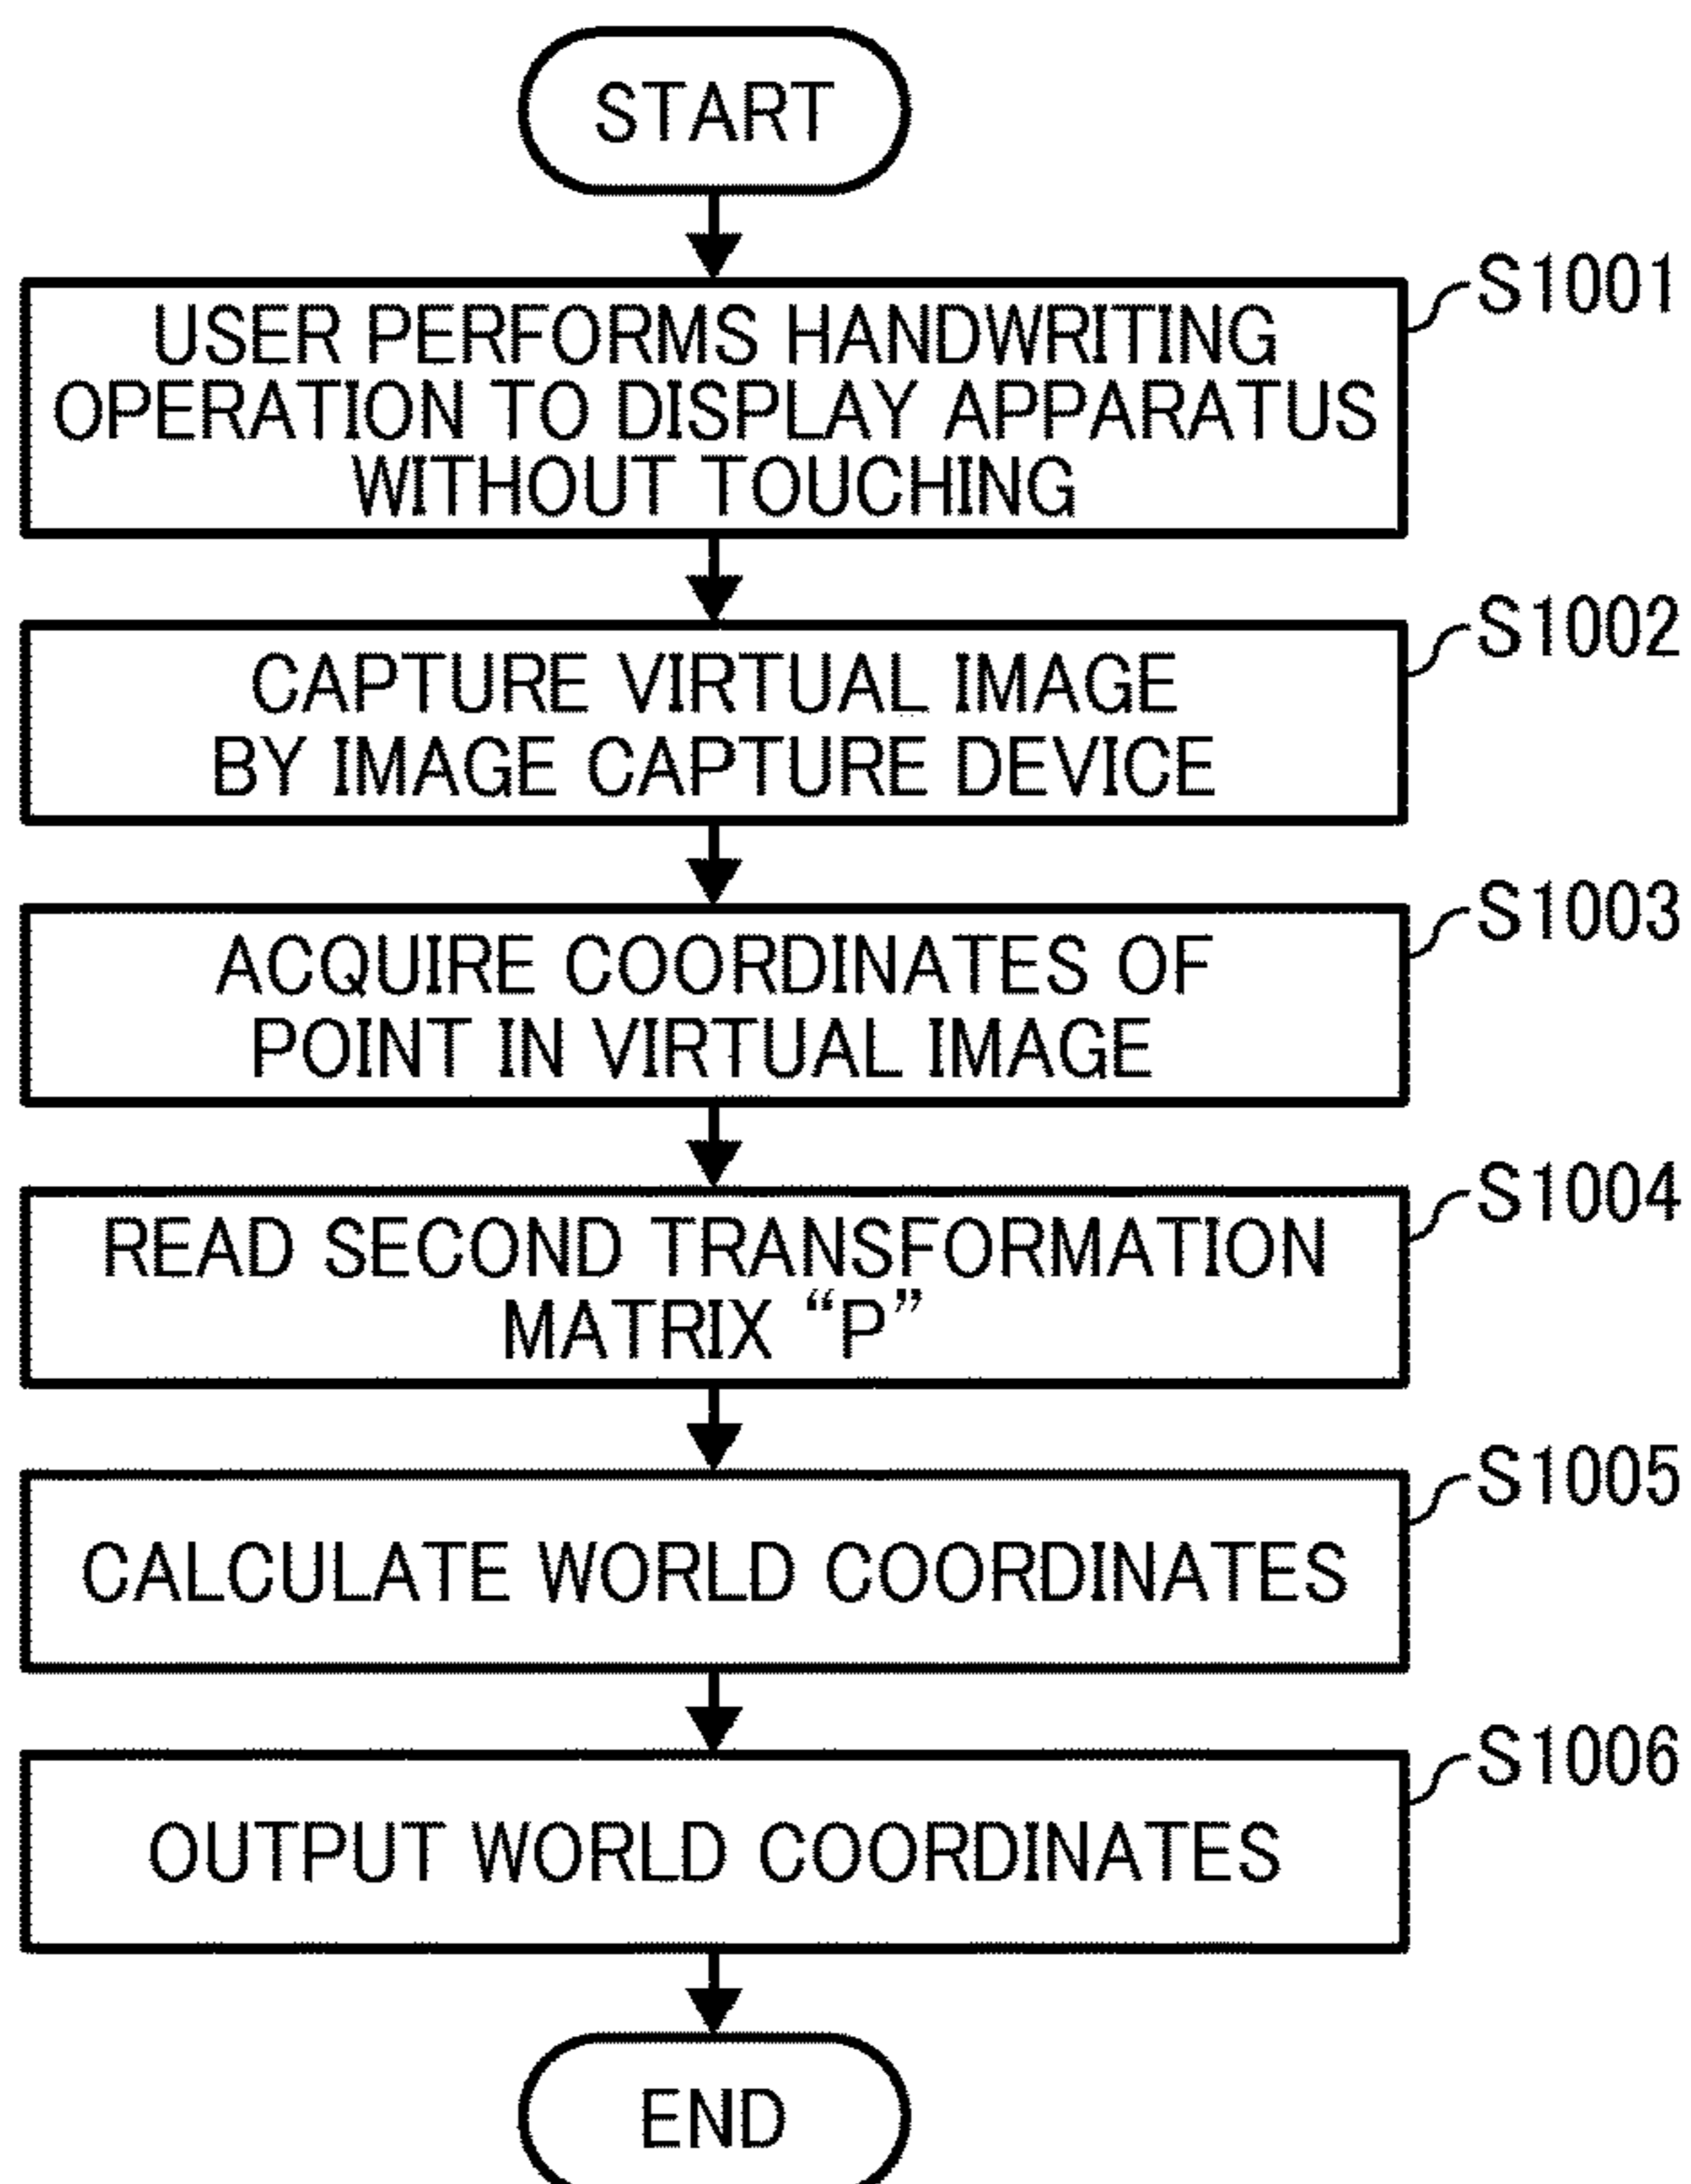 START
S1001
USER PERFORMS HANDWRITING
OPERATION TO DISPLAY APPARATUS
WITHOUT TOUCHING
S1002
CAPTURE VIRTUAL IMAGE
BY IMAGE CAPTURE DEVICE
S1003
ACQUIRE COORDINATES OF
POINT IN VIRTUAL IMAGE
S1004
READ SECOND TRANSFORMATION
MATRIX “P”
S1005
CALCULATE WORLD COORDINATES
S1006
OUTPUT WORLD COORDINATES
END